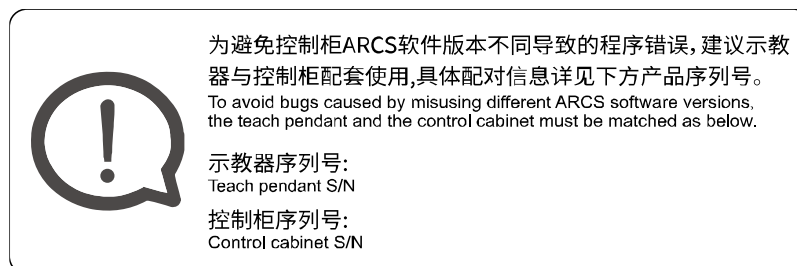 为避免控制柜ARCS软件版本不同导致的程序错误，建议示教
器与控制柜配套使用,具体配对信息详见下方产品序列号。
To avoid bugs caused by misusing different ARCS software versions,
the teach pendant and the control cabinet must be matched as below.
示教器序列号:
Teach pendant S/N
控制柜序列号:
Control cabinet S/N